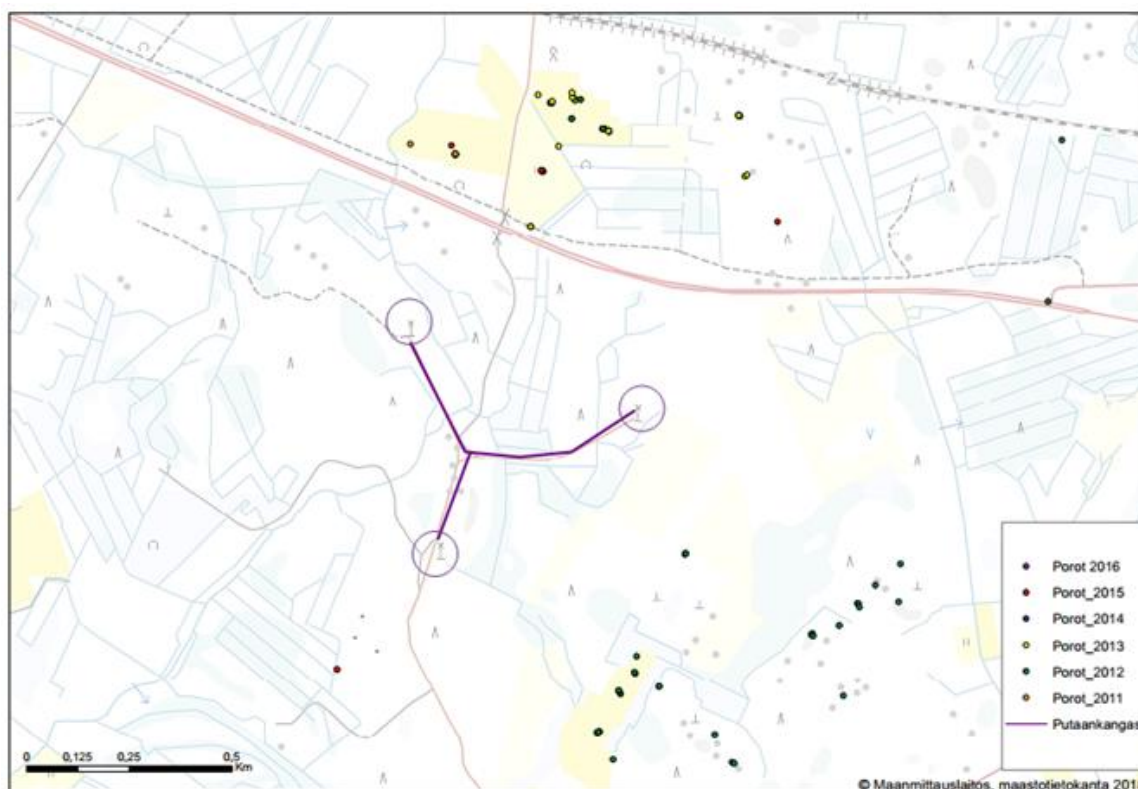 Porot 2016
Porot_2015
Porot_2014
Porot_2013
Porot_2012
Porot_2011
Putaankangas
0 0,125 0,25 0,5
Km
© Maanmittauslaitos, maastotietokanta